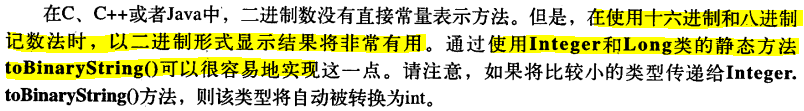 在C、C++或者Java中，二进制数没有直接常量表示方法。但是，在使用十六进制和八进制
记数法时，以二进制形式显示结果将非常有用。通过使用Integer和Long类的静态方法
toBinaryString()可以很容易地实现这一点。请注意，如果将比较小的类型传递给Integer.
toBinaryString()方法，则该类型将自动被转换为int。